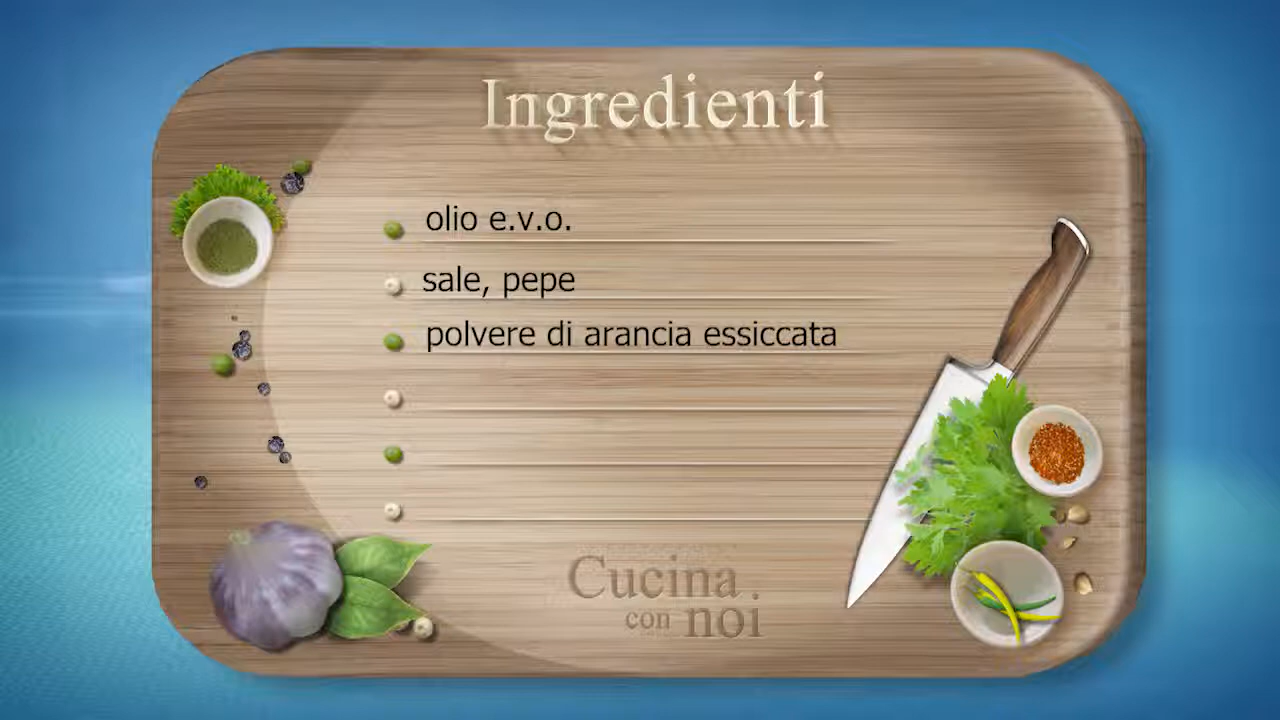 Ingredienti
olio e.v.o.
sale, pepe
polvere di arancia essiccata
Cucina
con noi